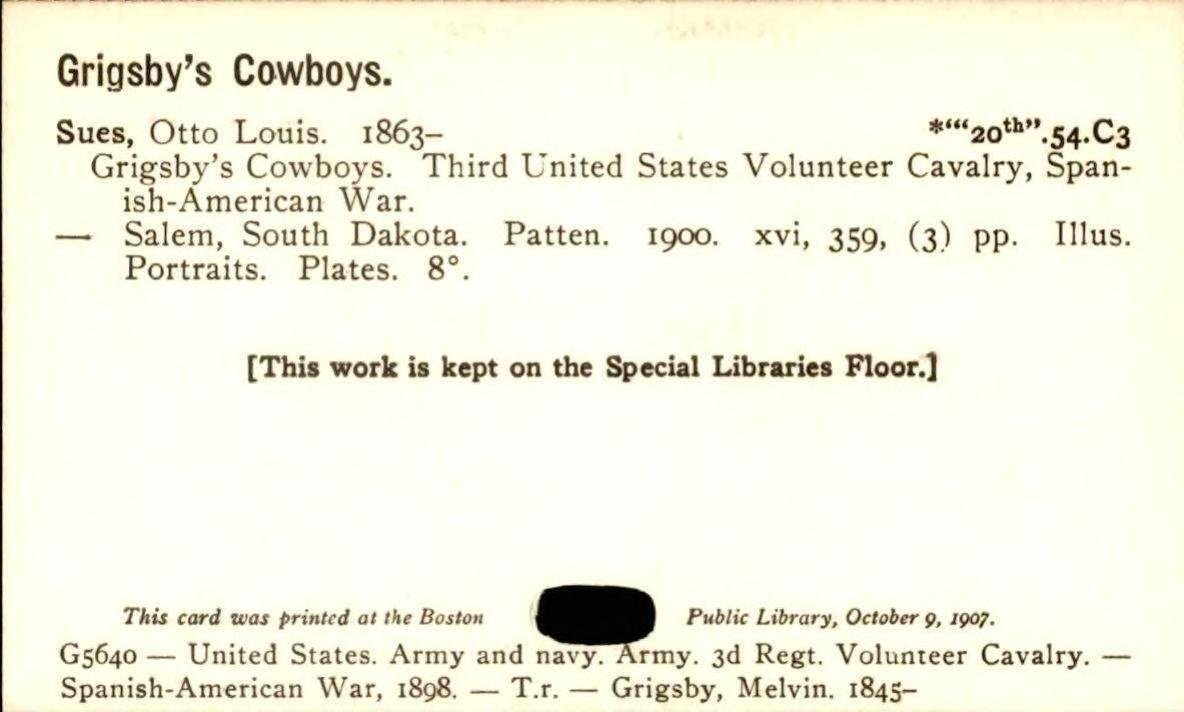 Grigsby's Cowboys.
Sues, Otto Louis. 1863– *"‘20th".54.C3
Grigsby's Cowboys. Third United States Volunteer Cavalry, Span-
ish-American War.
— Salem, South Dakota. Patten. 1900. xvi, 359, (3) pp. Illus.
Portraits. Plates. 8°.
[This work is kept on the Special Libraries Floor.]
This card was printed at the Boston Public Library, October 9, 1907.
G5640 — United States. Army and navy. Army. 3d Regt. Volunteer Cavalry. —
Spanish-American War, 1898. — T.r. — Grigsby, Melvin. 1845–